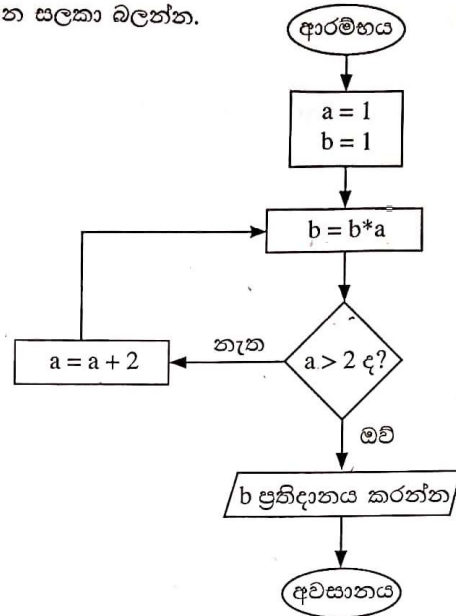 න සලකා බලන්න.
ආරම්භය
a = 1
b = 1
b = b*a
a > 2 ද?
නැත
a = a + 2
ඔව්
b ප්‍රතිදානය කරන්න
අවසානය